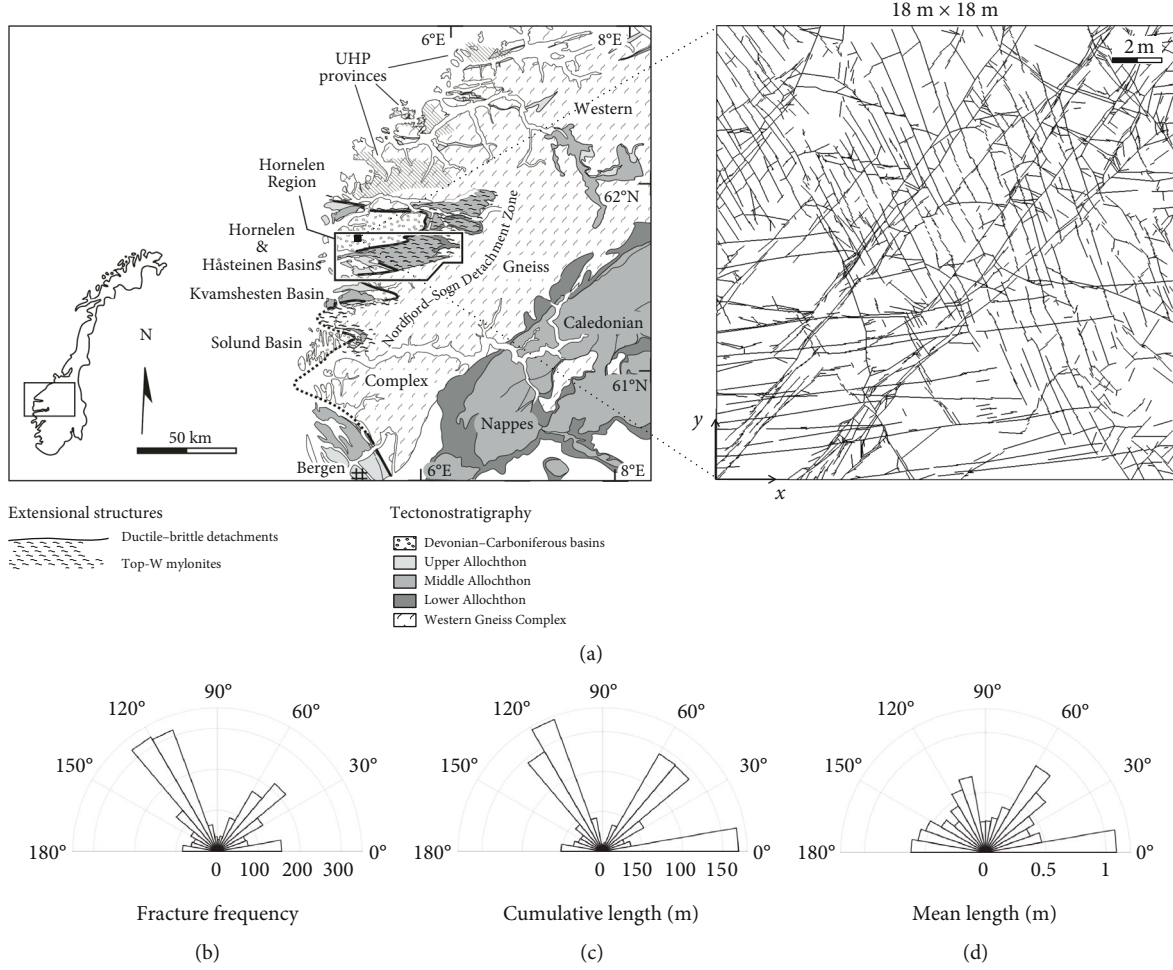 18 m × 18 m
6°E
8°E
2 m
UHP
provinces
Western
Hornelen
Region
62°N
Hornelen
&
Håsteinen Basins
Nordfjord–Sogn Detachment Zone
Gneiss
Kvamshesten Basin
N
Solund Basin
Caledonian
Complex
61°N
50 km
Nappes
Bergen
6°E
8°E
y
x
Extensional structures
Ductile–brittle detachments
Top-W mylonites
Tectonostratigraphy
Devonian–Carboniferous basins
Upper Allochthon
Middle Allochthon
Lower Allochthon
Western Gneiss Complex
(a)
90°
120°
60°
150°
30°
180°
0°
0 100 200 300
Fracture frequency
(b)
90°
120°
60°
150°
30°
180°
0°
0 150 100 150
Cumulative length (m)
(c)
90°
120°
60°
150°
30°
180°
0°
0 0.5 1
Mean length (m)
(d)